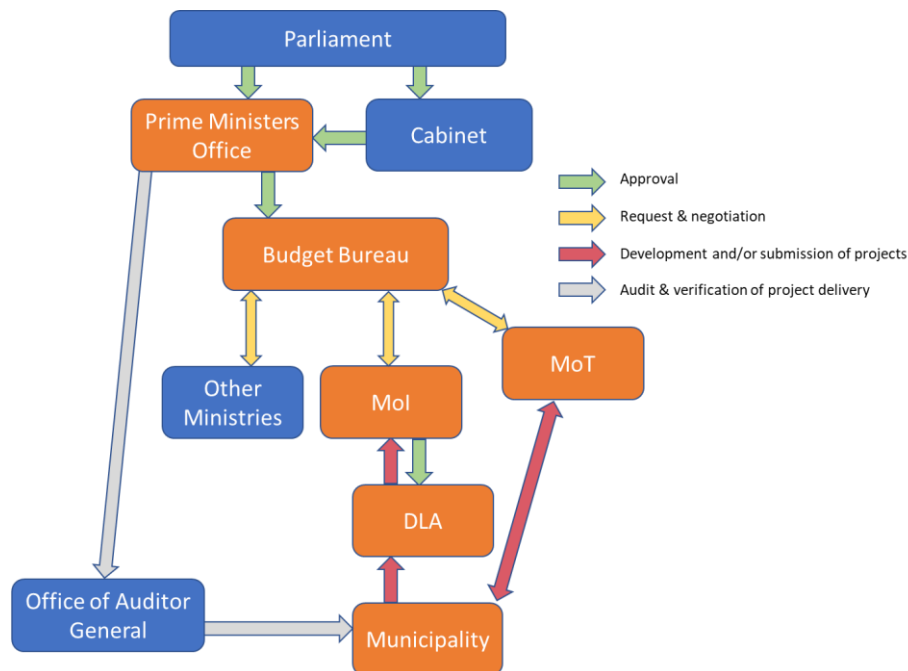 Parliament
Prime Ministers
Office
Cabinet
Approval
Request & negotiation
Development and/or submission of projects
Audit & verification of project delivery
Budget Bureau
MoT
Other
Ministries
MoI
DLA
Office of Auditor
General
Municipality